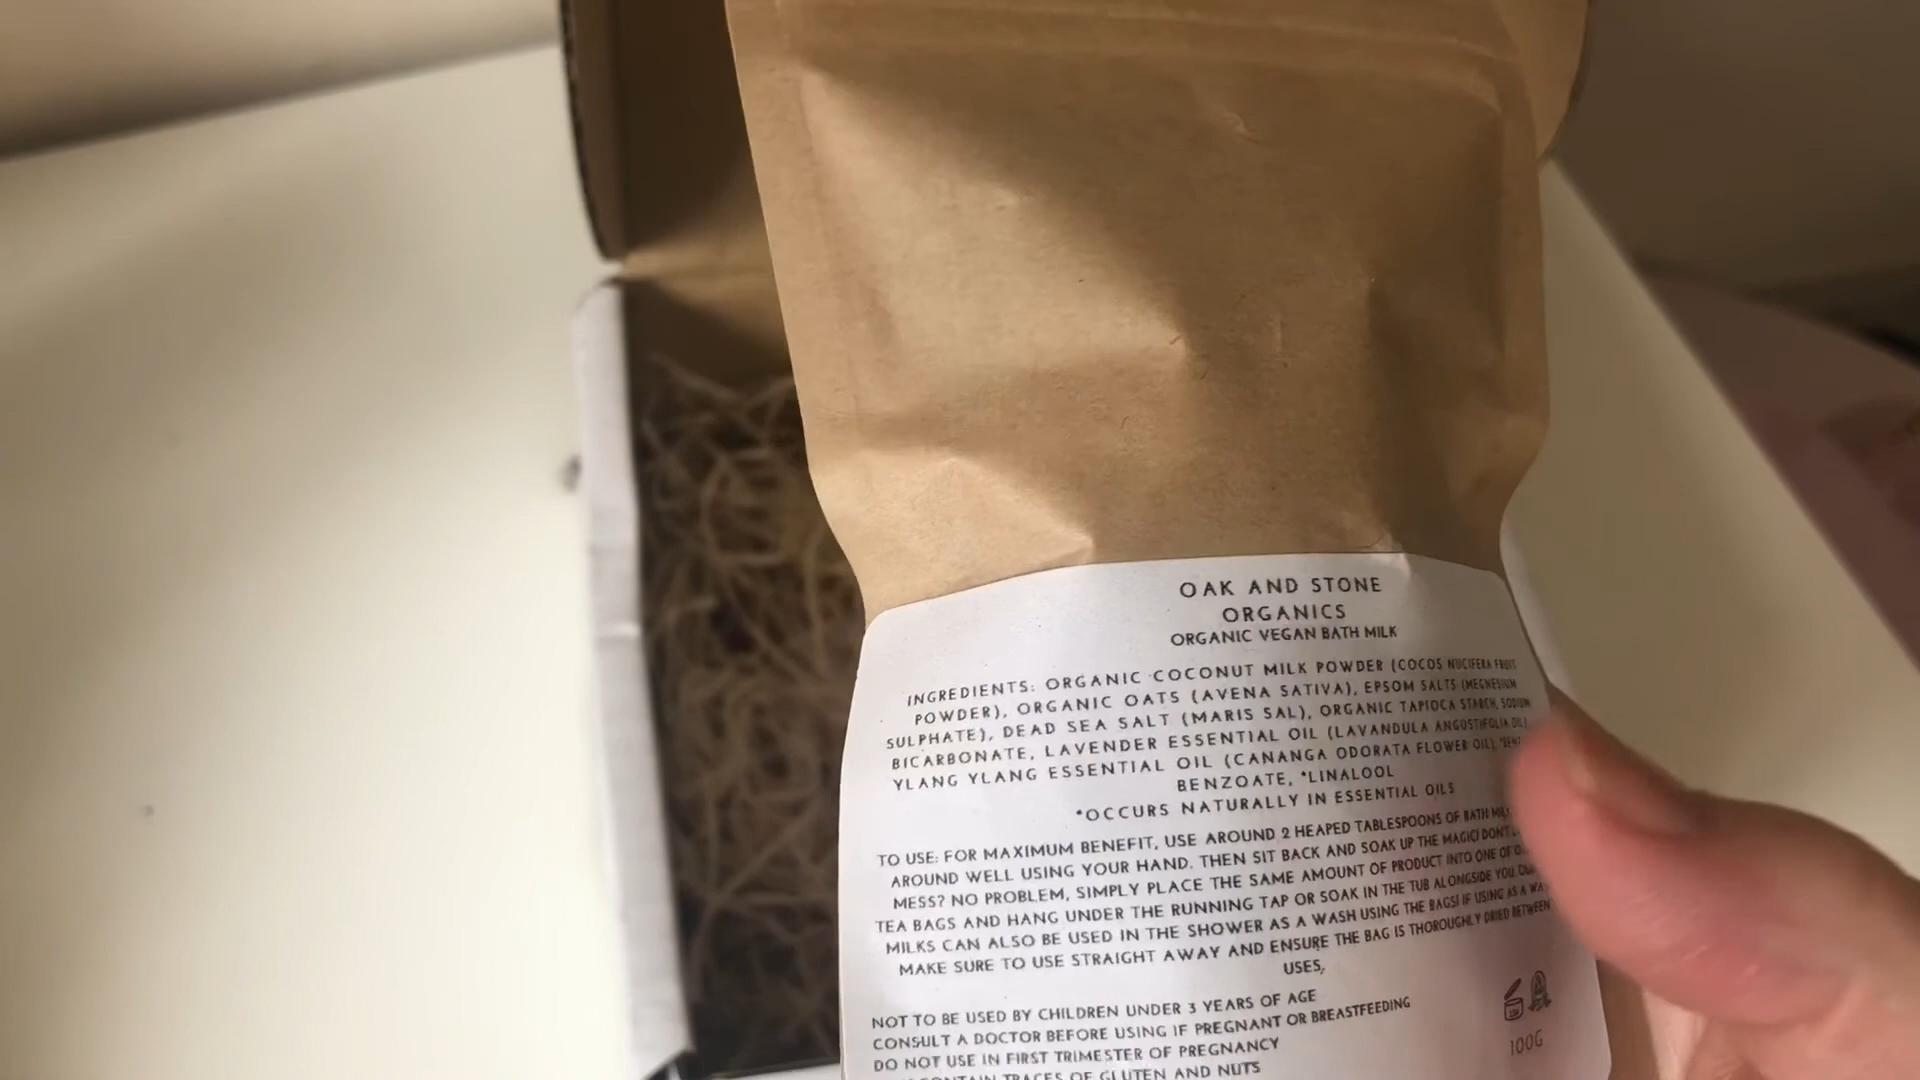 OAK AND STONE
ORGANICS
ORGANIC VEGAN BATH MILK
INGREDIENTS: ORGANIC COCONUT MILK POWDER (COCOS NUCIFERA FRUIT
POWDER), ORGANIC OATS (AVENA SATIVA), EPSOM SALTS (MEGNESIUM
SULPHATE), DEAD SEA SALT (MARIS SAL), ORGANIC TAPIOCA STARCH, SODIUM
BICARBONATE, LAVENDER ESSENTIAL OIL (LAVANDULA ANGUSTIFOLIA OIL)
YLANG YLANG ESSENTIAL OIL (CANANGA ODORATA FLOWER OIL),
BENZOATE, *LINALOOL
*OCCURS NATURALLY IN ESSENTIAL OILS
TO USE: FOR MAXIMUM BENEFIT, USE AROUND 2 HEAPED TABLESPOONS OF BATH
AROUND WELL USING YOUR HAND. THEN SIT BACK AND SOAK UP THE MAGIC!
MESS? NO PROBLEM, SIMPLY PLACE THE SAME AMOUNT OF PRODUCT INTO ONE OF
TEA BAGS AND HANG UNDER THE RUNNING TAP OR SOAK IN THE TUB ALONGSIDE YOU.
MILKS CAN ALSO BE USED IN THE SHOWER AS A WASH USING THE BAGS! IF USING AS A
MAKE SURE TO USE STRAIGHT AWAY AND ENSURE THE BAG IS THOROUGHLY DRIED BETWEEN
USES,
NOT TO BE USED BY CHILDREN UNDER 3 YEARS OF AGE
CONSULT A DOCTOR BEFORE USING IF PREGNANT OR BREASTFEEDING
DO NOT USE IN FIRST TRIMESTER OF PREGNANCY
CONTAIN TRACES OF GLUTEN AND NUTS
100G